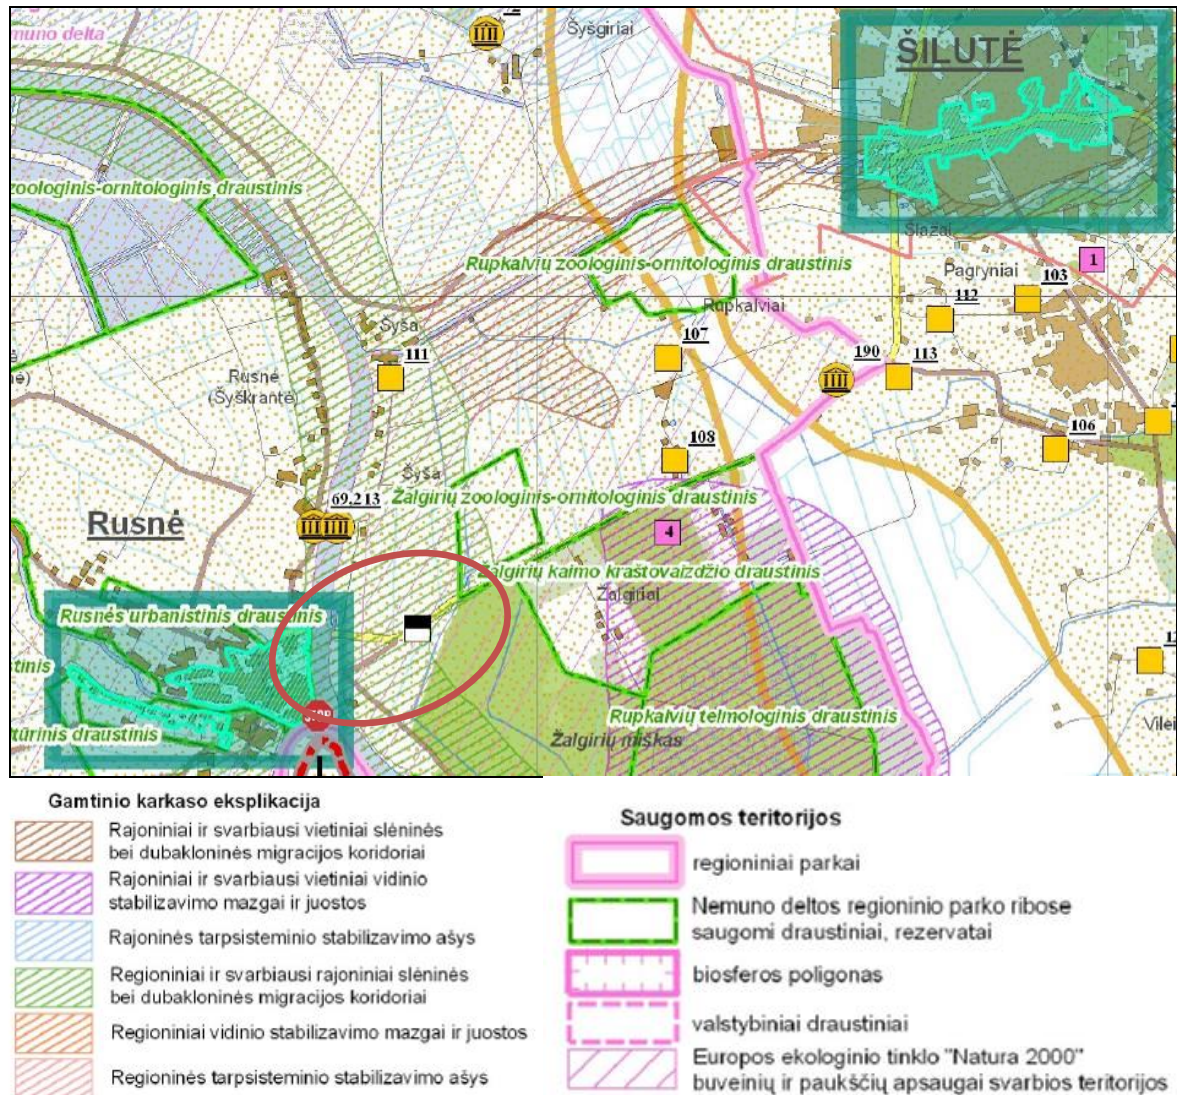 Šyšgiriai
muno delta
ŠILUTĖ
zoologinis-ornitologinis draustinis
Šlažai
Rupkalvių zoologinis-ornitologinis draustinis
Pagryniai
1
103
112
Rupkalviai
Šyša
107
111
190
113
Rusnė
(Šyškrantė)
ė)
106
108
Šyša
Žalgirių zoologinis-ornitologinis draustinis
69,213
Rusnė
4
Žalgirių kaimo kraštovaizdžio draustinis
Žalgiriai
Rusnės urbanistinis draustinis
stinis
Rupkalvių telmologinis draustinis
tūrinis draustinis
Žalgirių miškas
Vilei
Gamtinio karkaso eksplikacija
Rajoniniai ir svarbiausi vietiniai slėninės
bei dubakloninės migracijos koridoriai
Rajoniniai ir svarbiausi vietiniai vidinio
stabilizavimo mazgai ir juostos
Rajoninės tarpsisteminio stabilizavimo ašys
Regioniniai ir svarbiausi rajoniniai slėninės
bei dubakloninės migracijos koridoriai
Regioniniai vidinio stabilizavimo mazgai ir juostos
Regioninės tarpsisteminio stabilizavimo ašys
Saugomos teritorijos
regioniniai parkai
Nemuno deltos regioninio parko ribose
saugomi draustiniai, rezervatai
biosferos poligonas
valstybiniai draustiniai
Europos ekologinio tinklo "Natura 2000"
buveinių ir paukščių apsaugai svarbios teritorijos